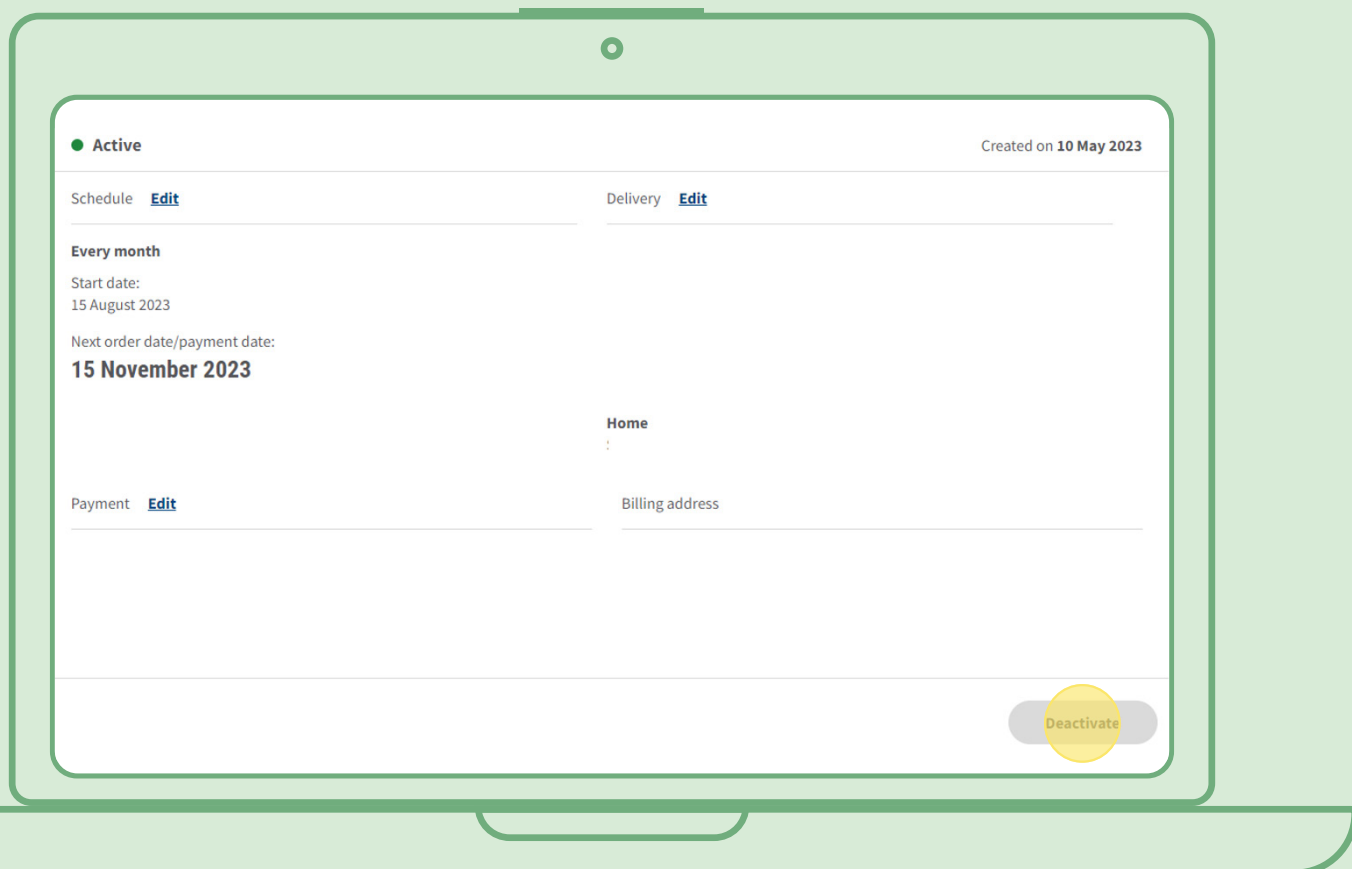 Active
Created on 10 May 2023
Schedule Edit
Delivery Edit
Every month
Start date:
15 August 2023
Next order date/payment date:
15 November 2023
Home
Payment Edit
Billing address
Deactivate